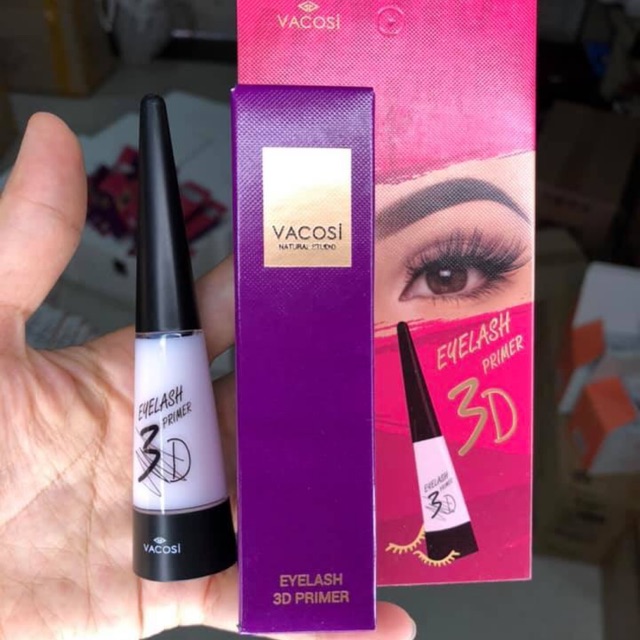 VACOSI
EYELASH
PRIMER
3D
VACOSI
NATURAL STUDIO
EYELASH
3D PRIMER
VACOSI
EYELASH
PRIMER
3D
EYELASH
PRIMER
3D